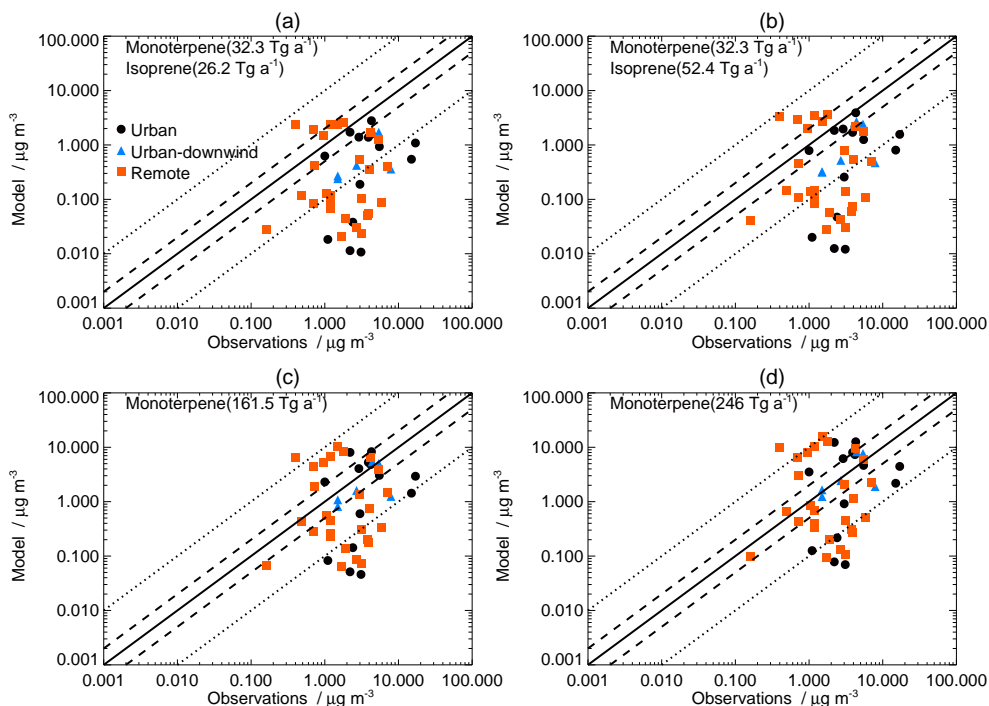 (a)
Monoterpene(32.3 Tg a⁻¹)
Isoprene(26.2 Tg a⁻¹)
Urban
Urban-downwind
Remote
100.000
10.000
1.000
0.100
0.010
0.001
Model / µg m⁻³
0.001 0.010 0.100 1.000 10.000 100.000
Observations / µg m⁻³
(b)
Monoterpene(32.3 Tg a⁻¹)
Isoprene(52.4 Tg a⁻¹)
100.000
10.000
1.000
0.100
0.010
0.001
Model / µg m⁻³
0.001 0.010 0.100 1.000 10.000 100.000
Observations / µg m⁻³
(c)
Monoterpene(161.5 Tg a⁻¹)
100.000
10.000
1.000
0.100
0.010
0.001
Model / µg m⁻³
0.001 0.010 0.100 1.000 10.000 100.000
Observations / µg m⁻³
(d)
Monoterpene(246 Tg a⁻¹)
100.000
10.000
1.000
0.100
0.010
0.001
Model / µg m⁻³
0.001 0.010 0.100 1.000 10.000 100.000
Observations / µg m⁻³